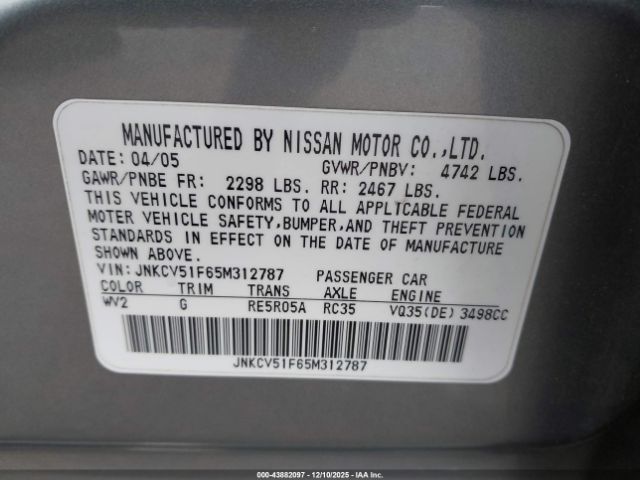 MANUFACTURED BY NISSAN MOTOR CO.,LTD.
DATE: 04/05 GVWR/PNBV: 4742 LBS.
GAWR/PNBE FR: 2298 LBS. RR: 2467 LBS.
THIS VEHICLE CONFORMS TO ALL APPLTCABLE FEDERAL
MOTER VEHICLE SAFETY,BUMPER,AND THEFT PREVENTION
STANDARDS IN EFFECT ON THE DATE OF MANUFACTURE
SHOWN ABOVE.
VIN: JNKCV51F65M312787 PASSENGER CAR
COLOR TRIM TRANS AXLE ENGINE
WV2 G RE5R05A RC35 VQ35(DE) 3498CC
JNKCV51F65M312787
000-43882097 - 12/10/2025 - IAAI.CA